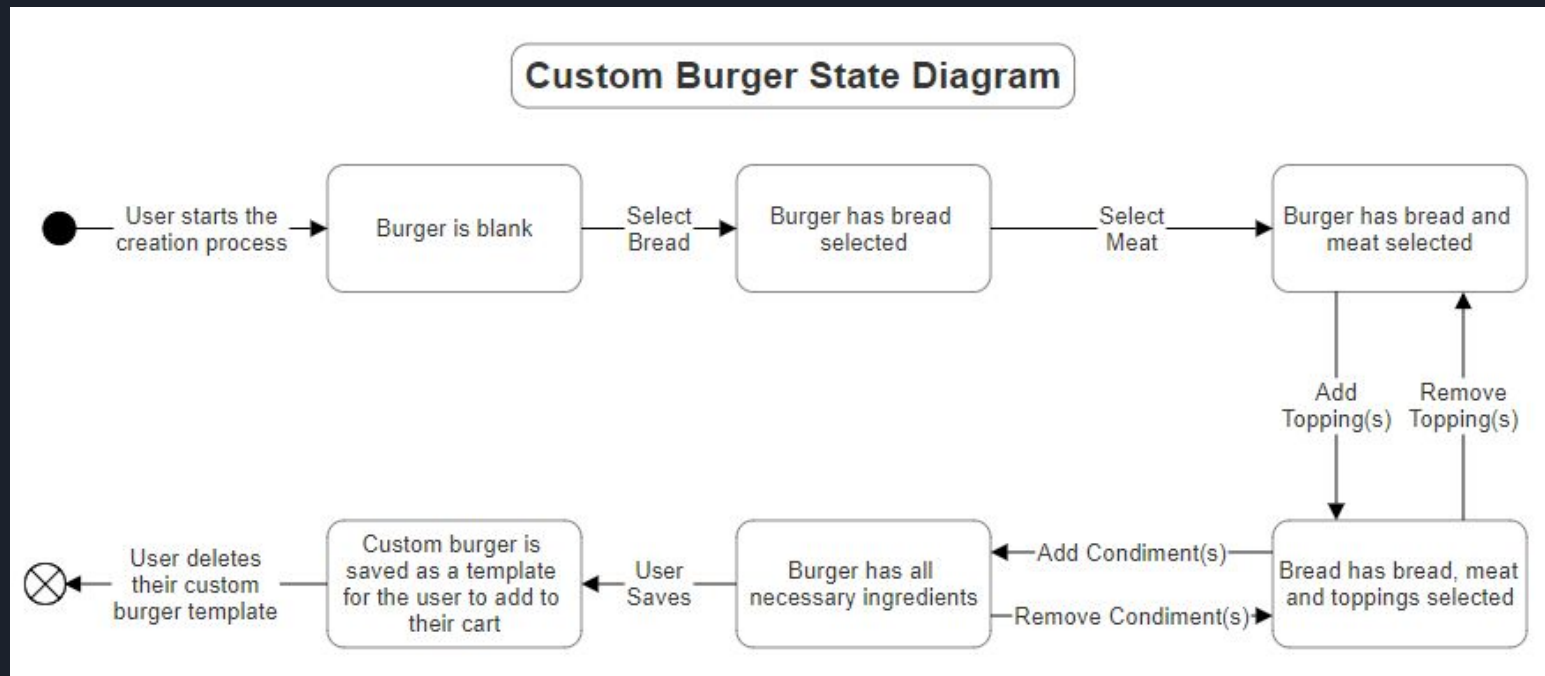 Custom Burger State Diagram
User starts the
creation process
Burger is blank
Select
Bread
Burger has bread
selected
Select
Meat
Burger has bread and
meat selected
Add
Topping(s)
Remove
Topping(s)
Bread has bread, meat
and toppings selected
Add Condiment(s)
Remove Condiment(s)
Burger has all
necessary ingredients
User
Saves
Custom burger is
saved as a template
for the user to add to
their cart
User deletes
their custom
burger template